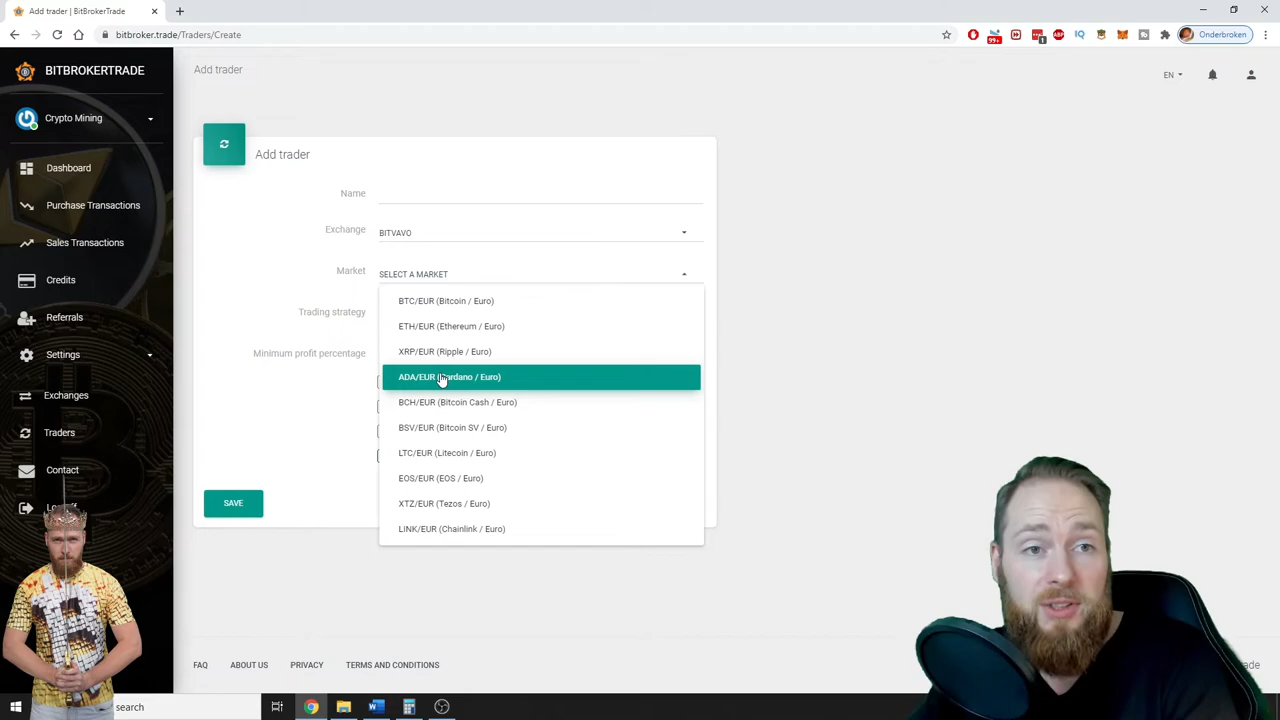 Add trader | BitBrokerTrade
bitbroker.trade/Traders/Create
99+
1
ABP
IQ
Onderbroken
BITBROKERTRADE
Add trader
EN
Crypto Mining
Dashboard
Purchase Transactions
Sales Transactions
Credits
Referrals
Settings
Exchanges
Traders
Contact
Add trader
Name
Exchange
BITVAVO
Market
SELECT A MARKET
Trading strategy
Minimum profit percentage
BTC/EUR (Bitcoin / Euro)
ETH/EUR (Ethereum / Euro)
XRP/EUR (Ripple / Euro)
ADA/EUR (Cardano / Euro)
BCH/EUR (Bitcoin Cash / Euro)
BSV/EUR (Bitcoin SV / Euro)
LTC/EUR (Litecoin / Euro)
EOS/EUR (EOS / Euro)
XTZ/EUR (Tezos / Euro)
LINK/EUR (Chainlink / Euro)
SAVE
FAQ
ABOUT US
PRIVACY
TERMS AND CONDITIONS
search